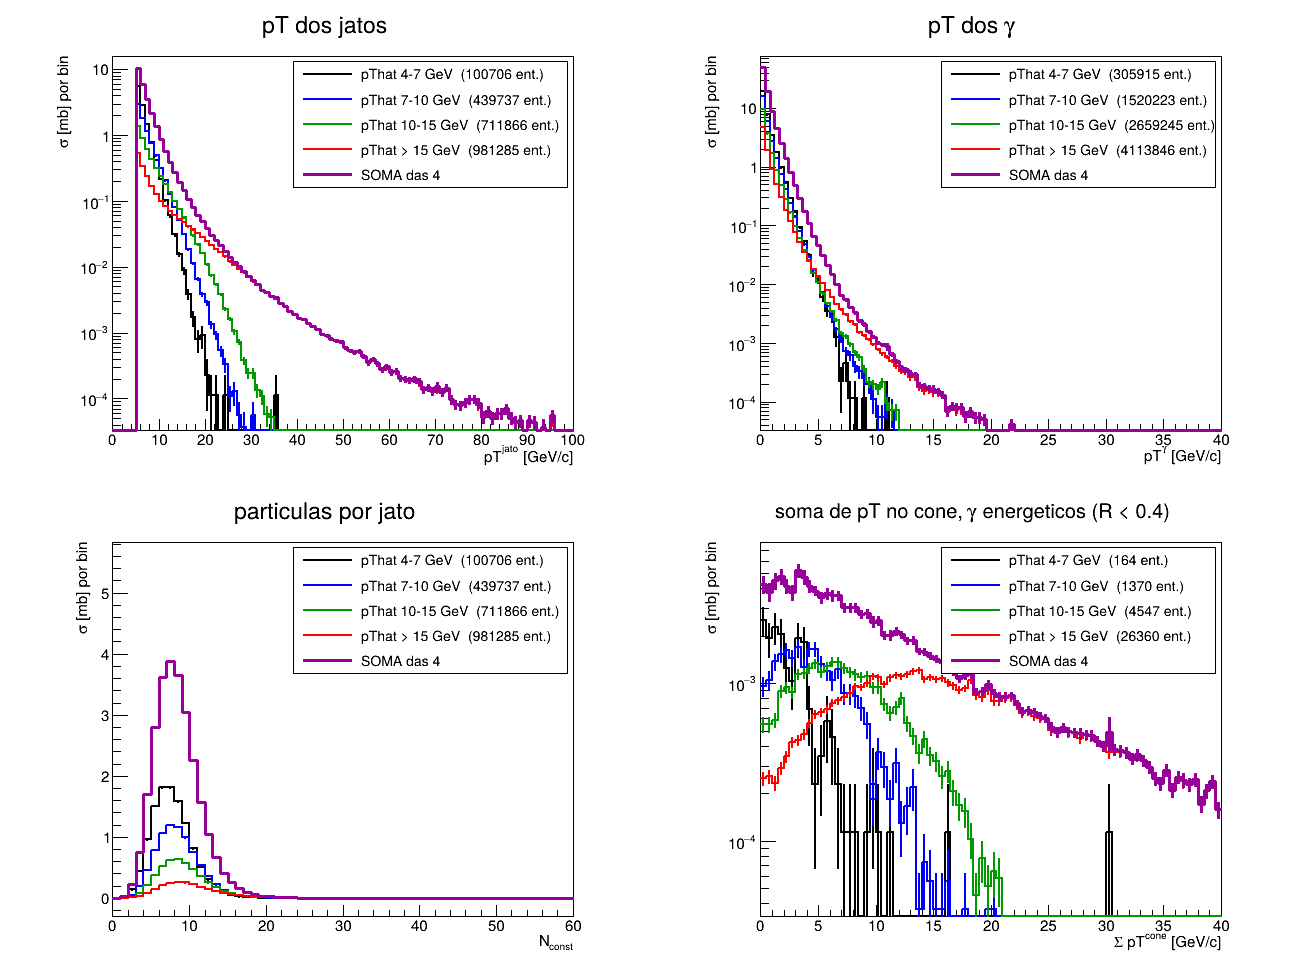 pT dos jatos
σ [mb] por bin
pThat 4-7 GeV (100706 ent.)
pThat 7-10 GeV (439737 ent.)
pThat 10-15 GeV (711866 ent.)
pThat > 15 GeV (981285 ent.)
SOMA das 4
10
1
10⁻¹
10⁻²
10⁻³
10⁻⁴
0 10 20 30 40 50 60 70 80 90 100
pT^jato [GeV/c]
pT dos γ
σ [mb] por bin
pThat 4-7 GeV (305915 ent.)
pThat 7-10 GeV (1520223 ent.)
pThat 10-15 GeV (2659245 ent.)
pThat > 15 GeV (4113846 ent.)
SOMA das 4
10
1
10⁻¹
10⁻²
10⁻³
10⁻⁴
0 5 10 15 20 25 30 35 40
pT^γ [GeV/c]
particulas por jato
σ [mb] por bin
pThat 4-7 GeV (100706 ent.)
pThat 7-10 GeV (439737 ent.)
pThat 10-15 GeV (711866 ent.)
pThat > 15 GeV (981285 ent.)
SOMA das 4
5
4
3
2
1
0
0 10 20 30 40 50 60
N_const
soma de pT no cone, γ energeticos (R < 0.4)
σ [mb] por bin
pThat 4-7 GeV (164 ent.)
pThat 7-10 GeV (1370 ent.)
pThat 10-15 GeV (4547 ent.)
pThat > 15 GeV (26360 ent.)
SOMA das 4
10⁻³
10⁻⁴
0 5 10 15 20 25 30 35 40
Σ pT^cone [GeV/c]